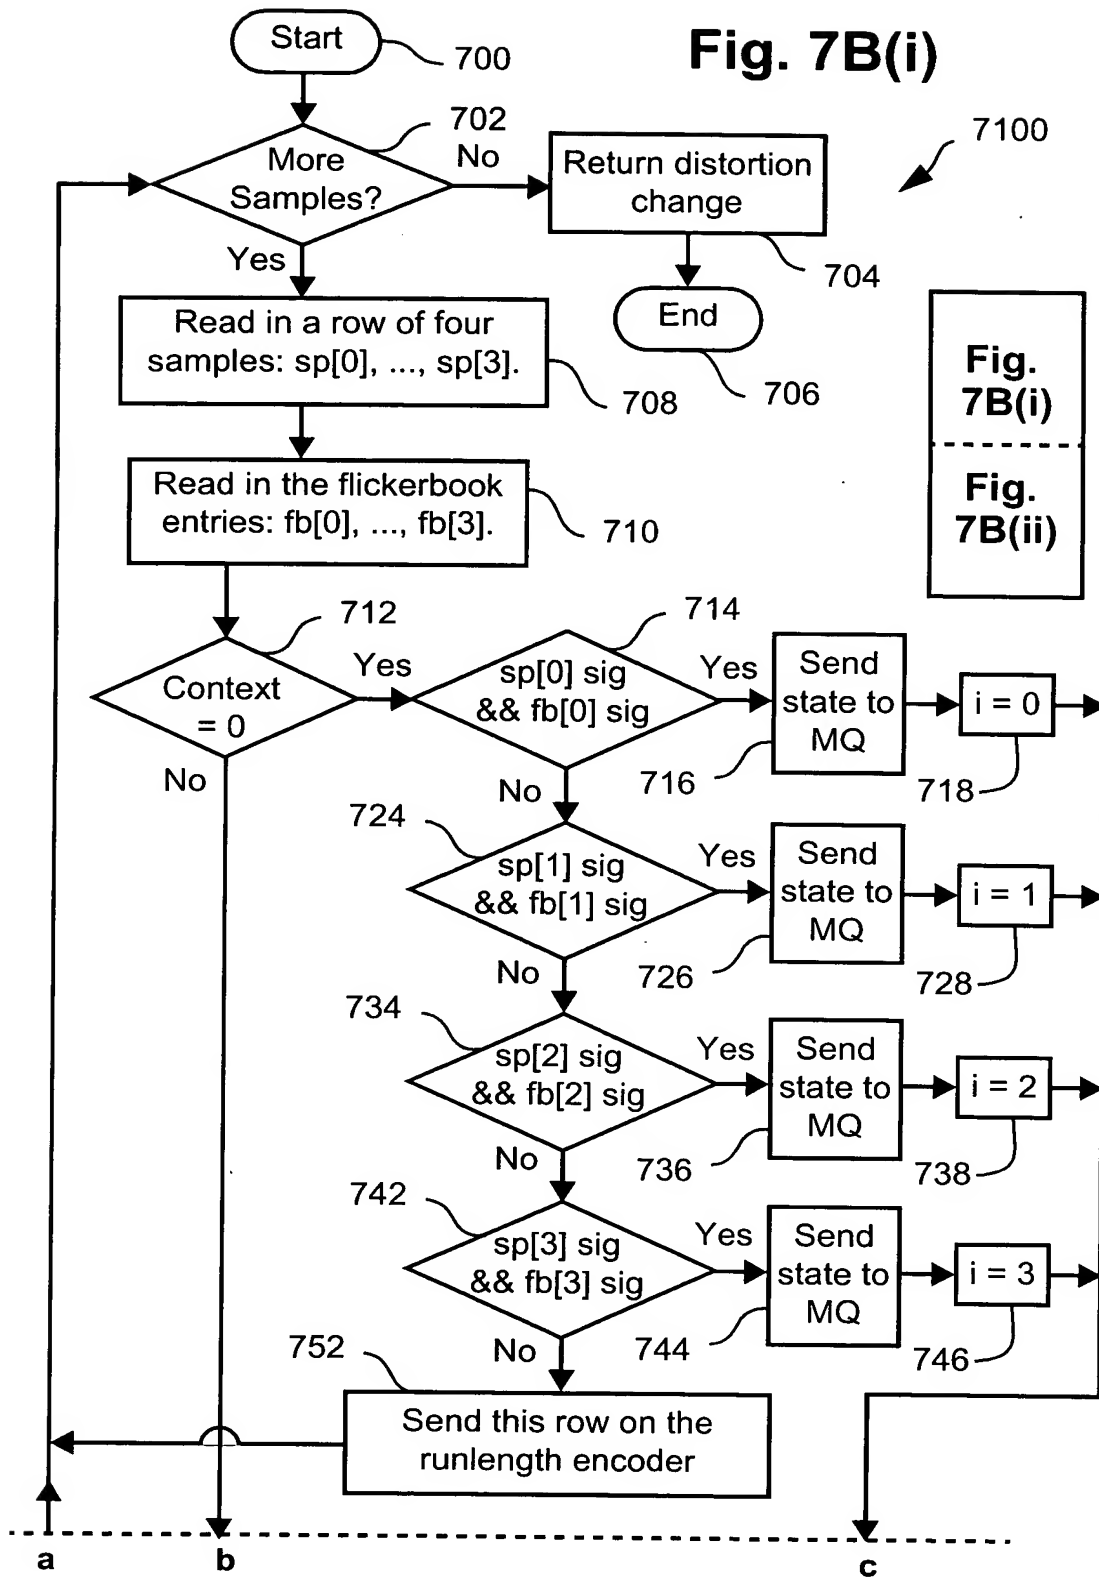 Start
700
Fig. 7B(i)
702
More
Samples?
No
Return distortion
change
7100
704
Yes
End
706
Read in a row of four
samples: sp[0], ..., sp[3].
708
Fig.
7B(i)
Fig.
7B(ii)
Read in the flickerbook
entries: fb[0], ..., fb[3].
710
712
Context
= 0
Yes
No
714
sp[0] sig
&& fb[0] sig
Yes
Send
state to
MQ
716
i = 0
718
No
724
sp[1] sig
&& fb[1] sig
Yes
Send
state to
MQ
726
i = 1
728
No
734
sp[2] sig
&& fb[2] sig
Yes
Send
state to
MQ
736
i = 2
738
No
742
sp[3] sig
&& fb[3] sig
Yes
Send
state to
MQ
744
i = 3
746
No
752
Send this row on the
runlength encoder
a
b
c